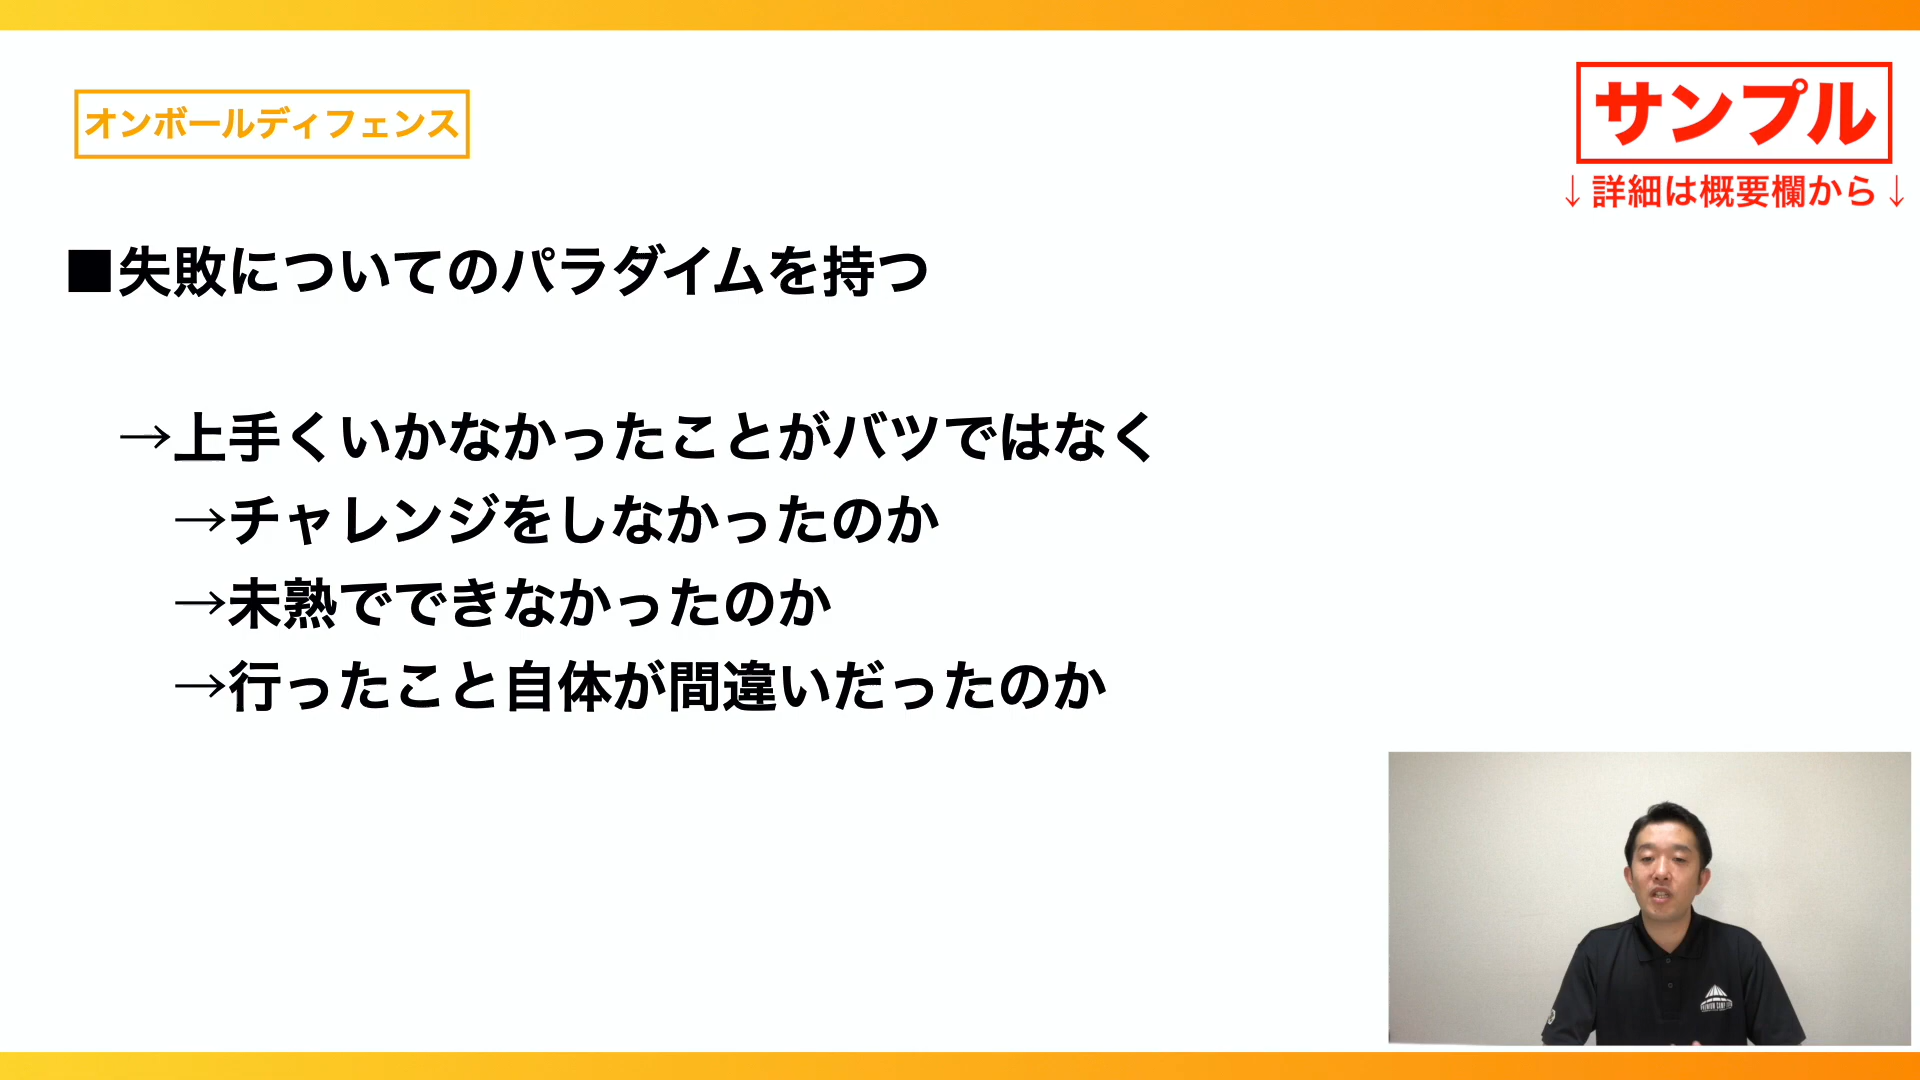 オンボールディフェンス
サンプル
↓詳細は概要欄から↓
■失敗についてのパラダイムを持つ
→上手くいかなかったことがバツではなく
→チャレンジをしなかったのか
→未熟でできなかったのか
→行ったこと自体が間違いだったのか